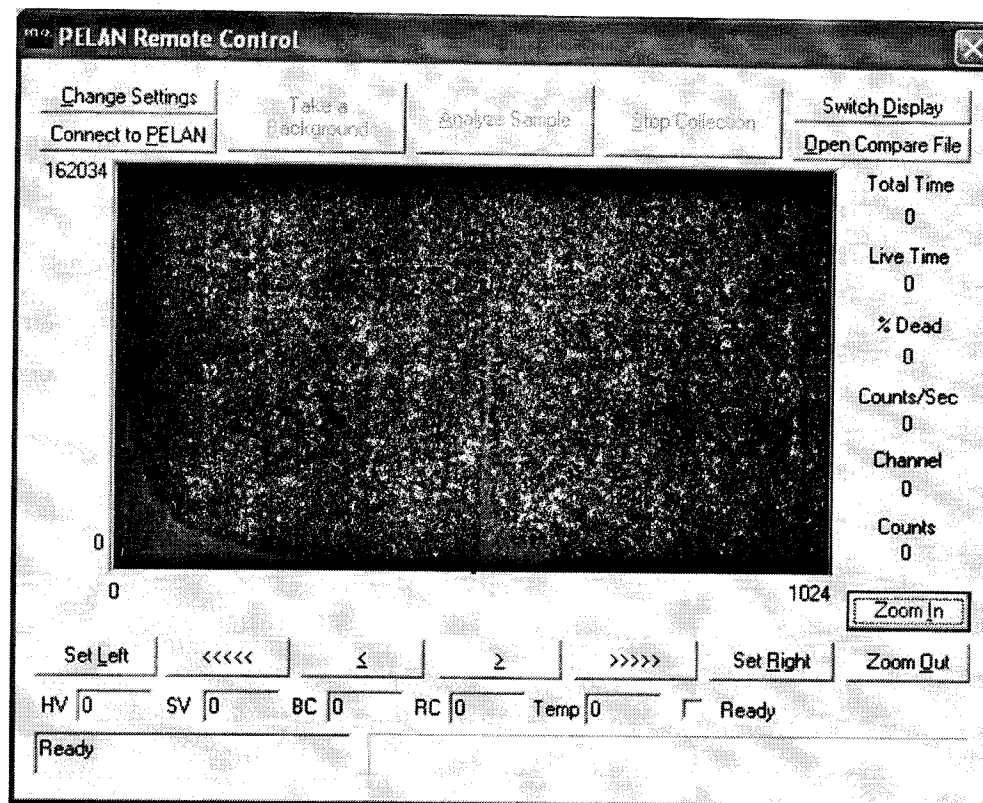 PELAN Remote Control
Change Settings
Connect to PELAN
Take a
Background
Analyze Sample
Stop Collection
Switch Display
Open Compare File
162034
0
0
1024
Total Time
0
Live Time
0
% Dead
0
Counts/Sec
0
Channel
0
Counts
0
Zoom In
Set Left
<<<<<
<
>
>>>>>
Set Right
Zoom Out
HV 0
SV 0
BC 0
RC 0
Temp 0
Ready
Ready